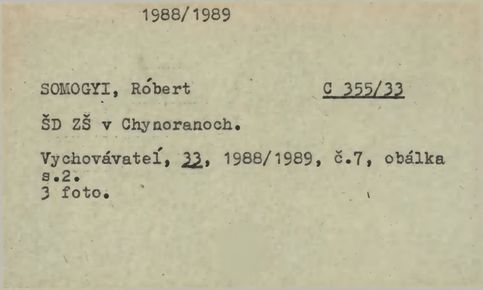 1988/1989
SOMOGYI, Róbert C 355/33
ŠD ZŠ v Chynoranoch.
Vychovávateľ, 33, 1988/1989, č.7, obálka
s.2.
3 foto.